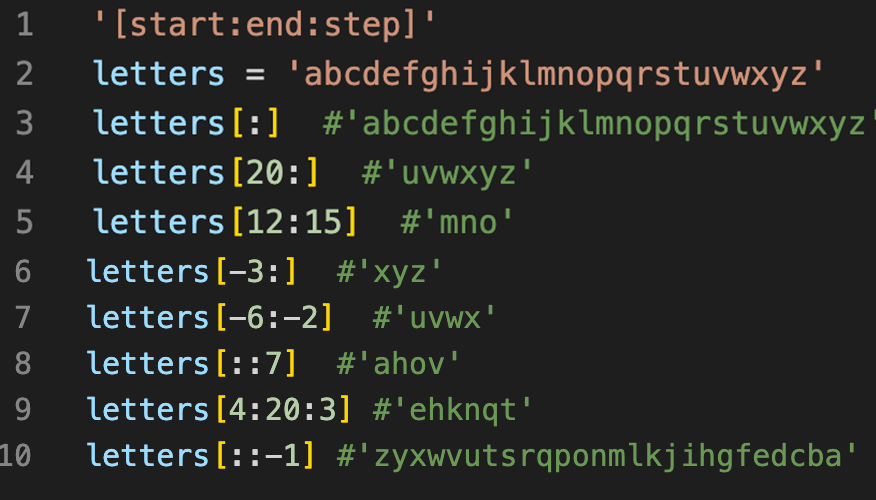 1 '[start:end:step]'
2 letters = 'abcdefghijklmnopqrstuvwxyz'
3 letters[:] #'abcdefghijklmnopqrstuvwxyz'
4 letters[20:] #'uvwxyz'
5 letters[12:15] #'mno'
6 letters[-3:] #'xyz'
7 letters[-6:-2] #'uvwx'
8 letters[::7] #'ahov'
9 letters[4:20:3] #'ehknqt'
10 letters[::-1] #'zyxwvutsrqponmlkjihgfedcba'